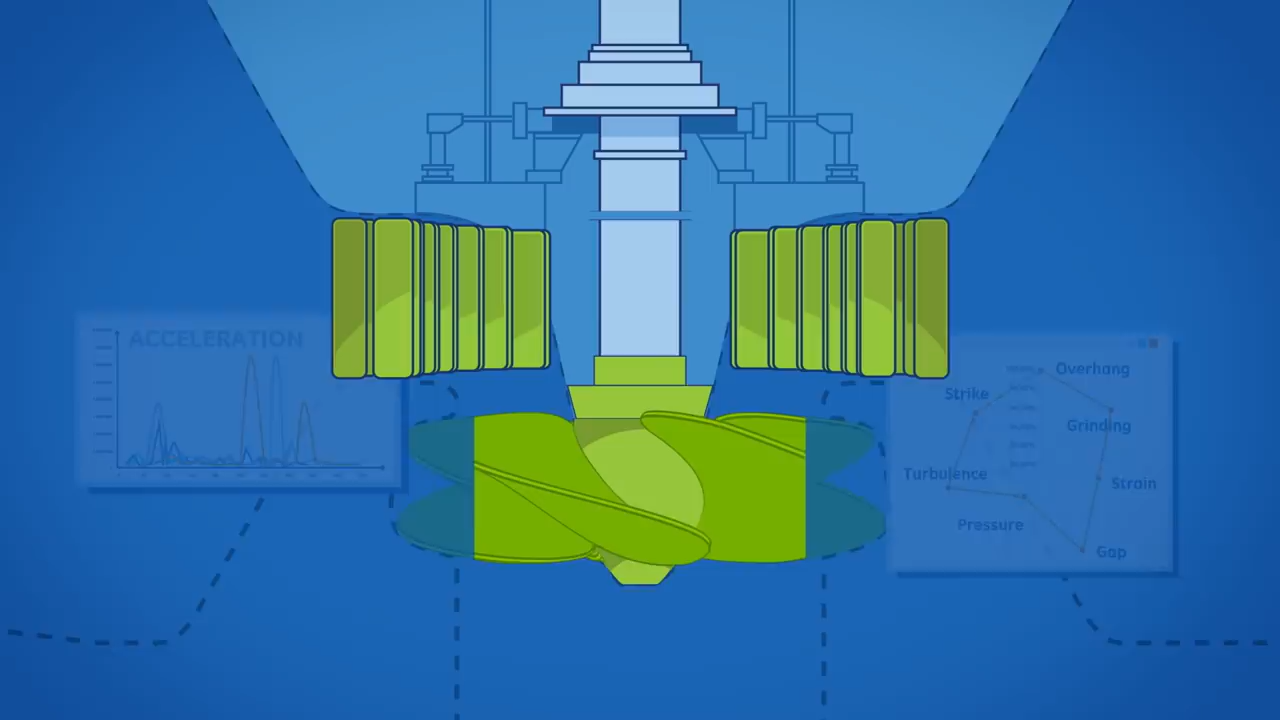 ACCELERATION
Overhang
Strike
Grinding
Turbulence
Strain
Pressure
Gap